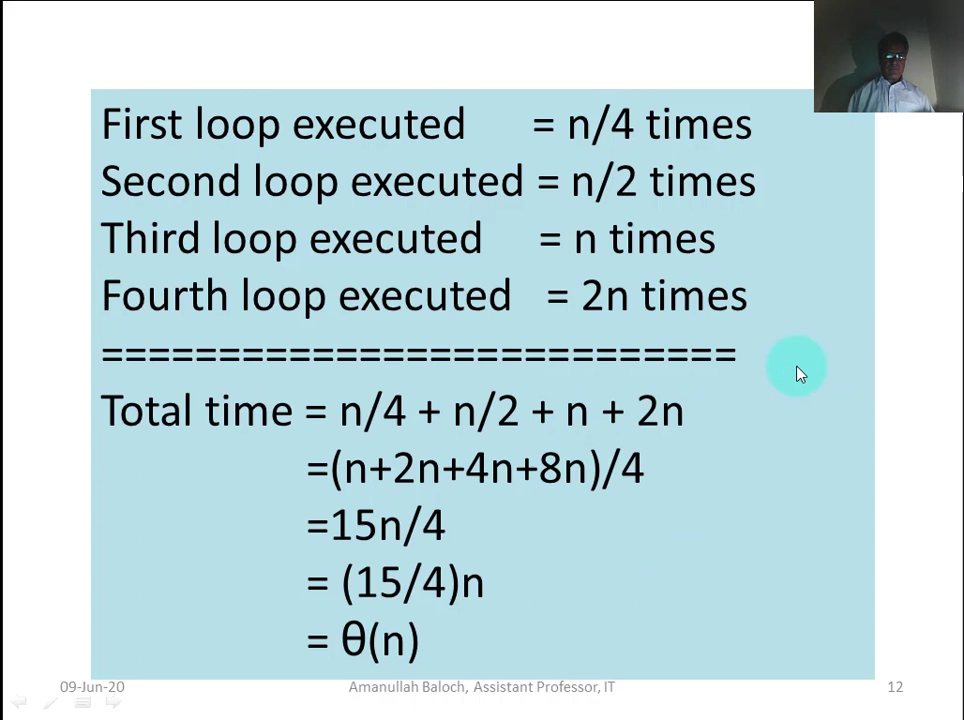 First loop executed = n/4 times
Second loop executed = n/2 times
Third loop executed = n times
Fourth loop executed = 2n times
===========================
Total time = n/4 + n/2 + n + 2n
=(n+2n+4n+8n)/4
=15n/4
= (15/4)n
= θ(n)
09-Jun-20 Amanullah Baloch, Assistant Professor, IT 12